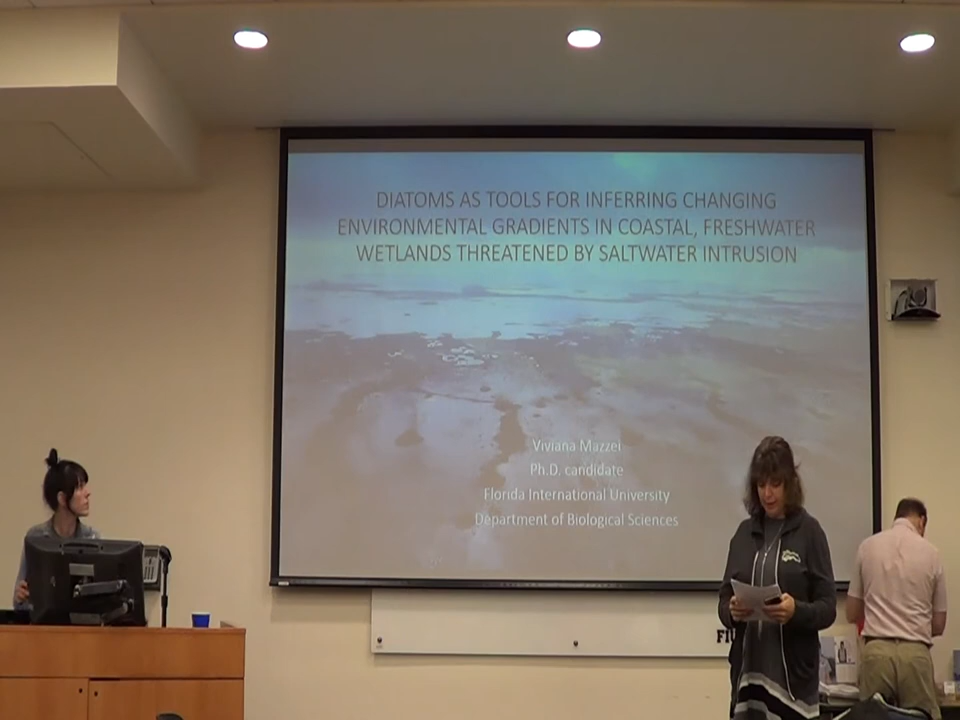 DIATOMS AS TOOLS FOR INFERRING CHANGING
ENVIRONMENTAL GRADIENTS IN COASTAL, FRESHWATER
WETLANDS THREATENED BY SALTWATER INTRUSION
Viviana Mazzei
Ph.D. candidate
Florida International University
Department of Biological Sciences